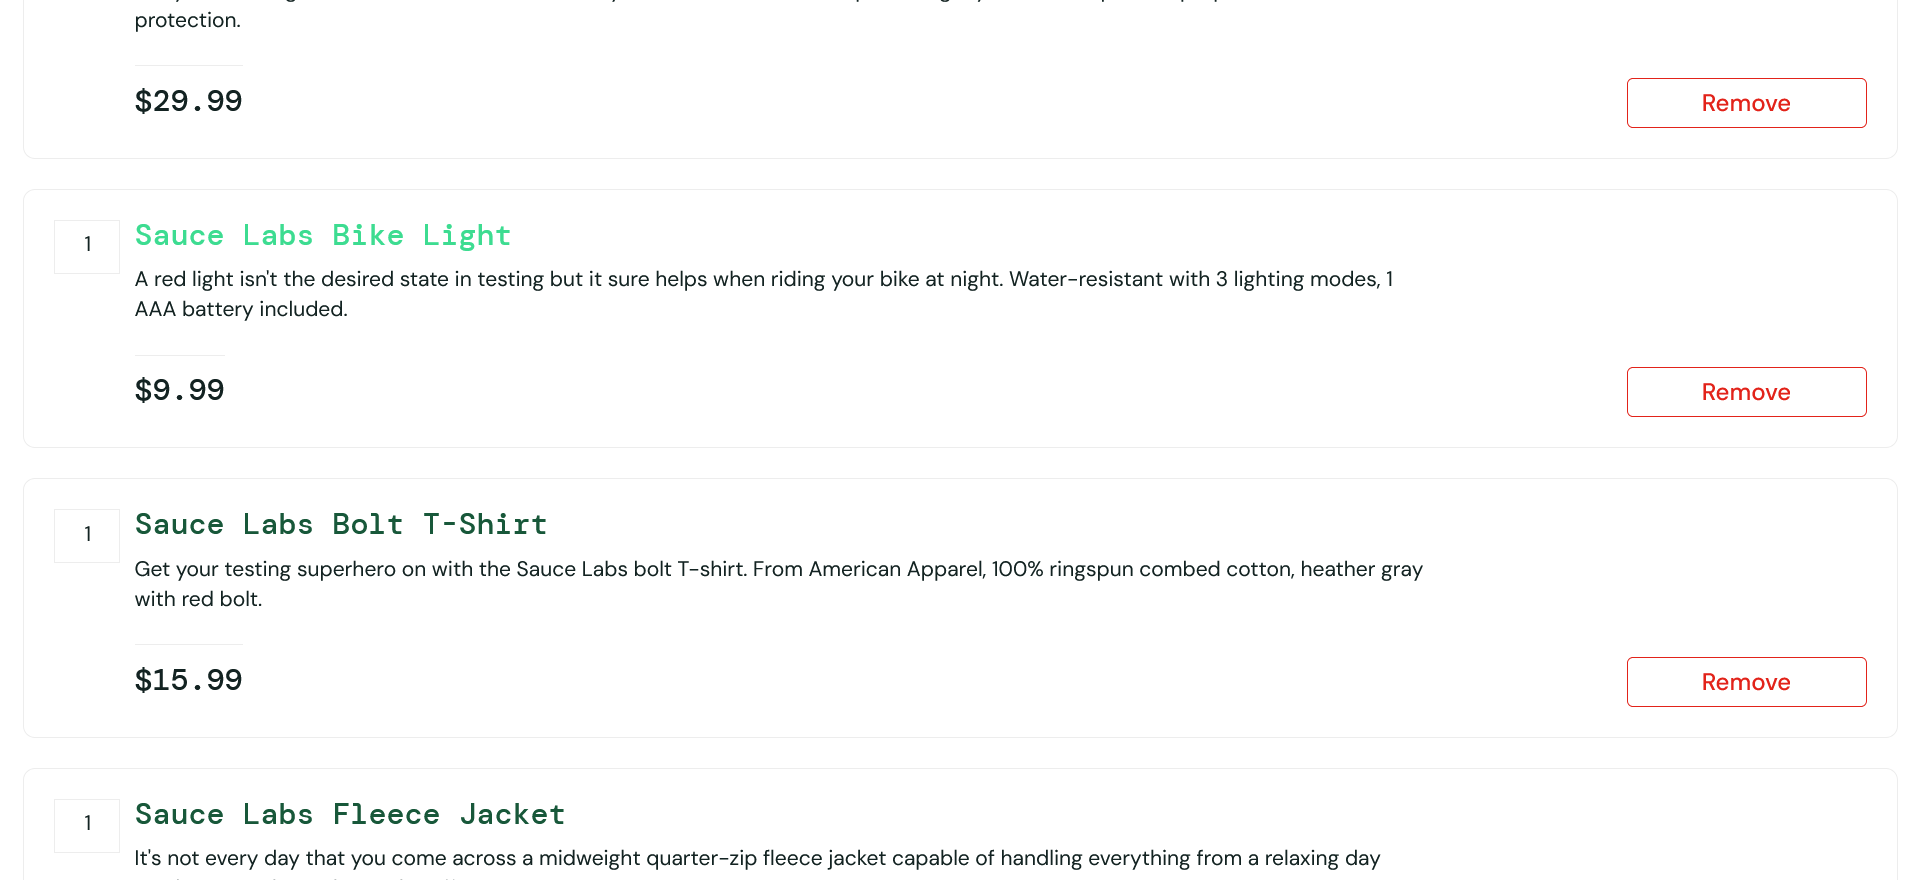 protection.
$29.99
Remove
1
Sauce Labs Bike Light
A red light isn't the desired state in testing but it sure helps when riding your bike at night. Water-resistant with 3 lighting modes, 1
AAA battery included.
$9.99
Remove
1
Sauce Labs Bolt T-Shirt
Get your testing superhero on with the Sauce Labs bolt T-shirt. From American Apparel, 100% ringspun combed cotton, heather gray
with red bolt.
$15.99
Remove
1
Sauce Labs Fleece Jacket
It's not every day that you come across a midweight quarter-zip fleece jacket capable of handling everything from a relaxing day